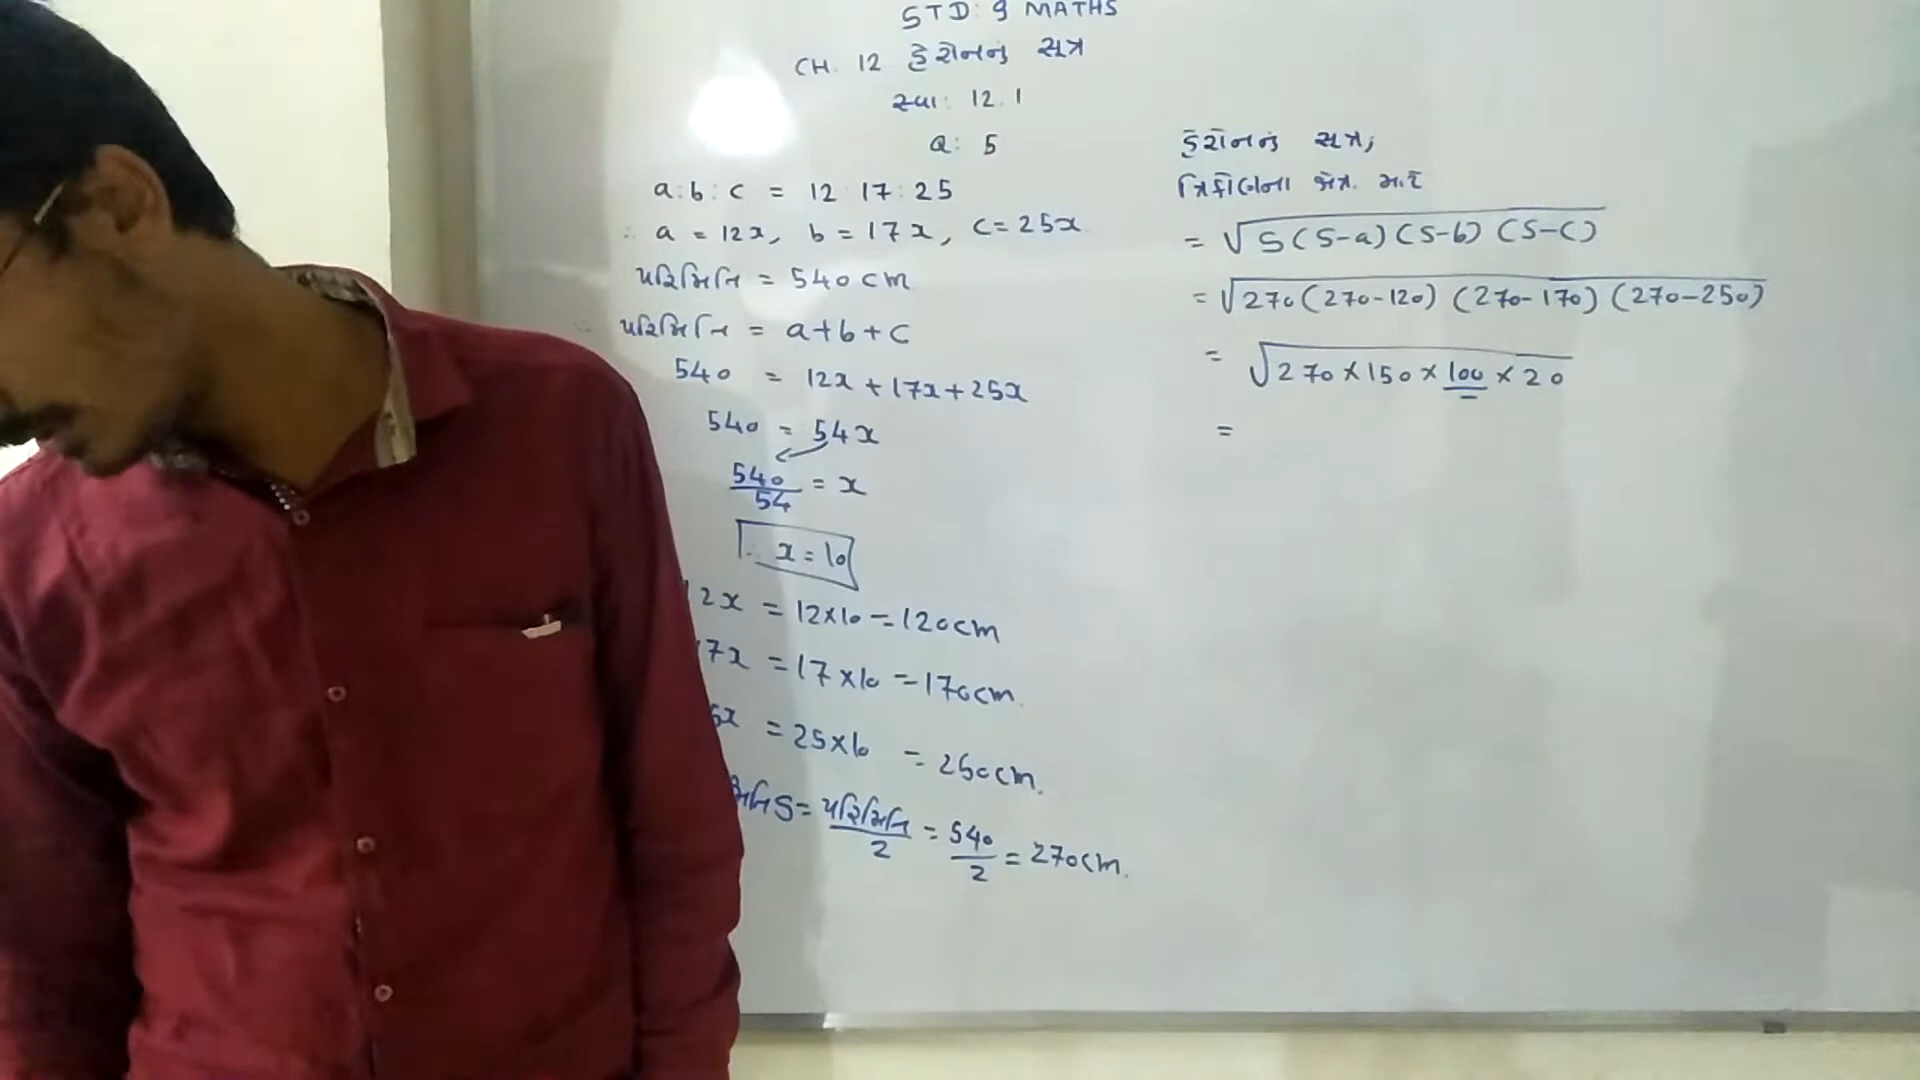 STD: 9 MATHS
CH. 12 હેરોનનું સૂત્ર
સ્વા: 12.1
Q: 5
a:b:c = 12:17:25
∴ a = 12x, b = 17x, c = 25x
પરિમિતિ = 540 cm
∴ પરિમિતિ = a+b+c
540 = 12x + 17x + 25x
540 = 54x
540/54 = x
∴ x = 10
12x = 12×10 = 120cm
17x = 17×10 = 170cm.
5x = 25×10 = 250cm.
S = પરિમિતિ/2 = 540/2 = 270cm.
હેરોનનું સૂત્ર,
ત્રિકોણના ક્ષેત્ર. માટે
= √S(S-a)(S-b)(S-c)
= √270(270-120)(270-170)(270-250)
= √270×150×100×20
=